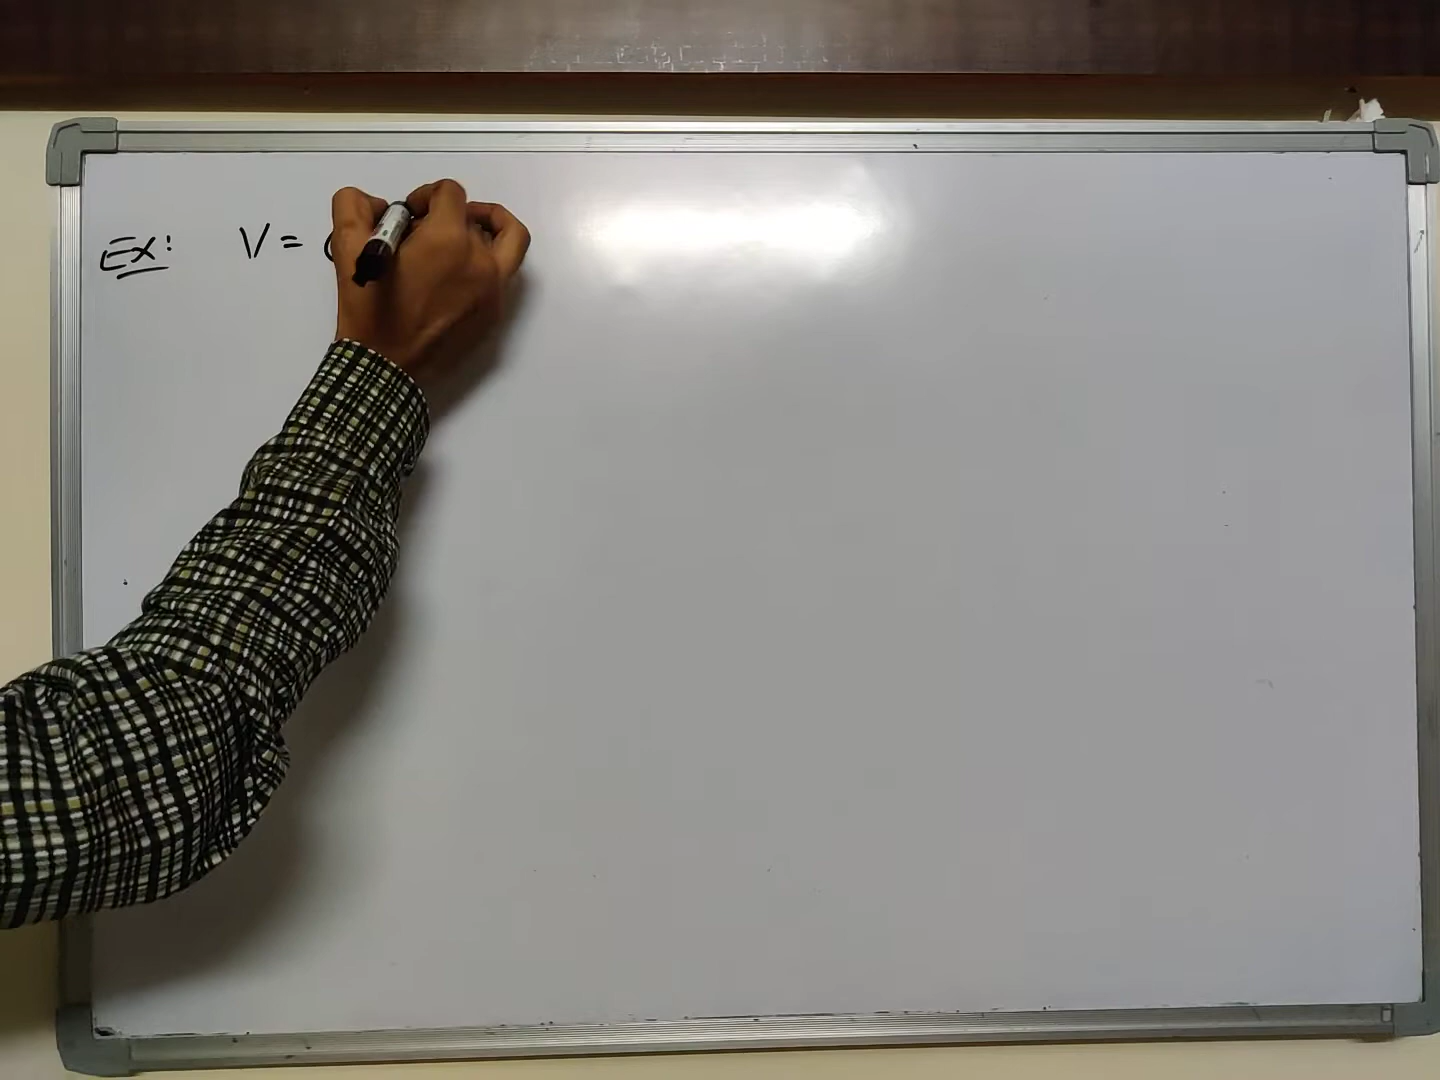 Ex: V = (